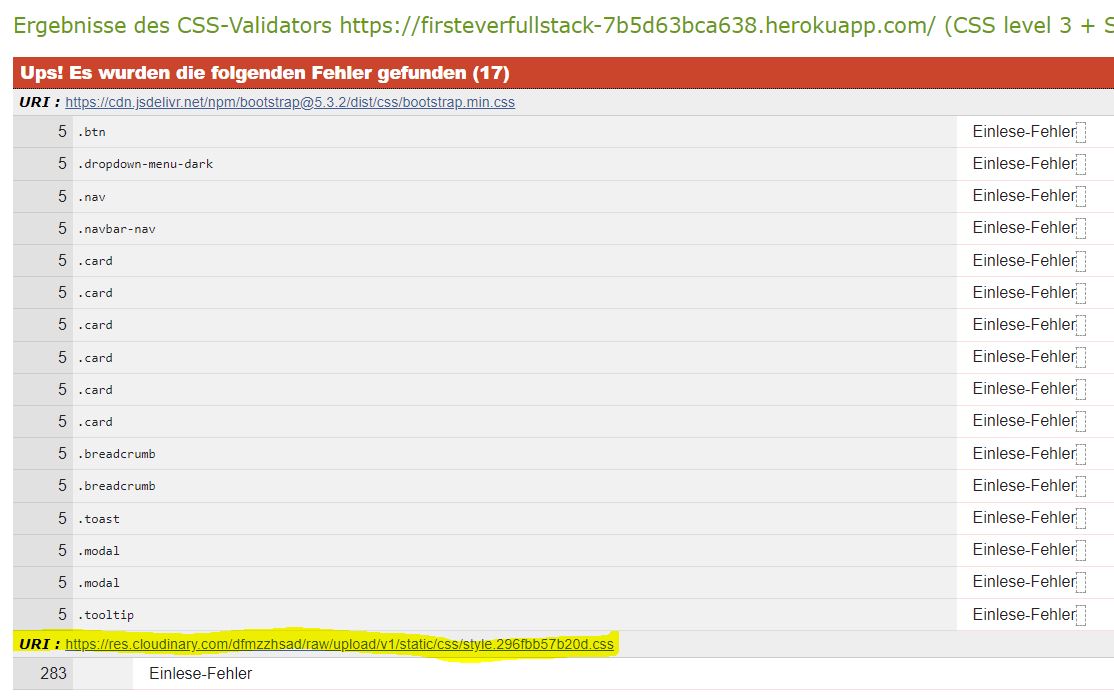 Ergebnisse des CSS-Validators https://firsteverfullstack-7b5d63bca638.herokuapp.com/ (CSS level 3 + S
Ups! Es wurden die folgenden Fehler gefunden (17)
URI : https://cdn.jsdelivr.net/npm/bootstrap@5.3.2/dist/css/bootstrap.min.css
5 .btn Einlese-Fehler
5 .dropdown-menu-dark Einlese-Fehler
5 .nav Einlese-Fehler
5 .navbar-nav Einlese-Fehler
5 .card Einlese-Fehler
5 .card Einlese-Fehler
5 .card Einlese-Fehler
5 .card Einlese-Fehler
5 .card Einlese-Fehler
5 .card Einlese-Fehler
5 .breadcrumb Einlese-Fehler
5 .breadcrumb Einlese-Fehler
5 .toast Einlese-Fehler
5 .modal Einlese-Fehler
5 .modal Einlese-Fehler
5 .tooltip Einlese-Fehler
URI : https://res.cloudinary.com/dfmzzhsad/raw/upload/v1/static/css/style.296fbb57b20d.css
283 Einlese-Fehler